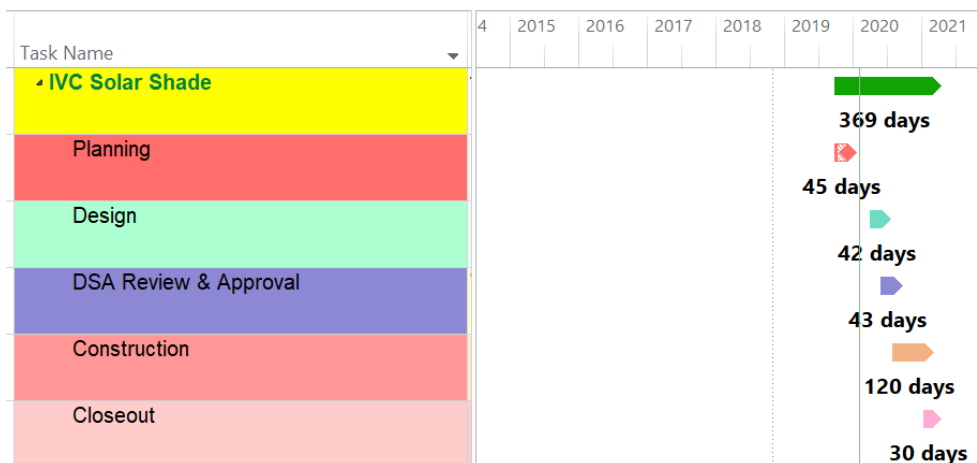 4 2015 2016 2017 2018 2019 2020 2021
Task Name
IVC Solar Shade
369 days
Planning
45 days
Design
42 days
DSA Review & Approval
43 days
Construction
120 days
Closeout
30 days